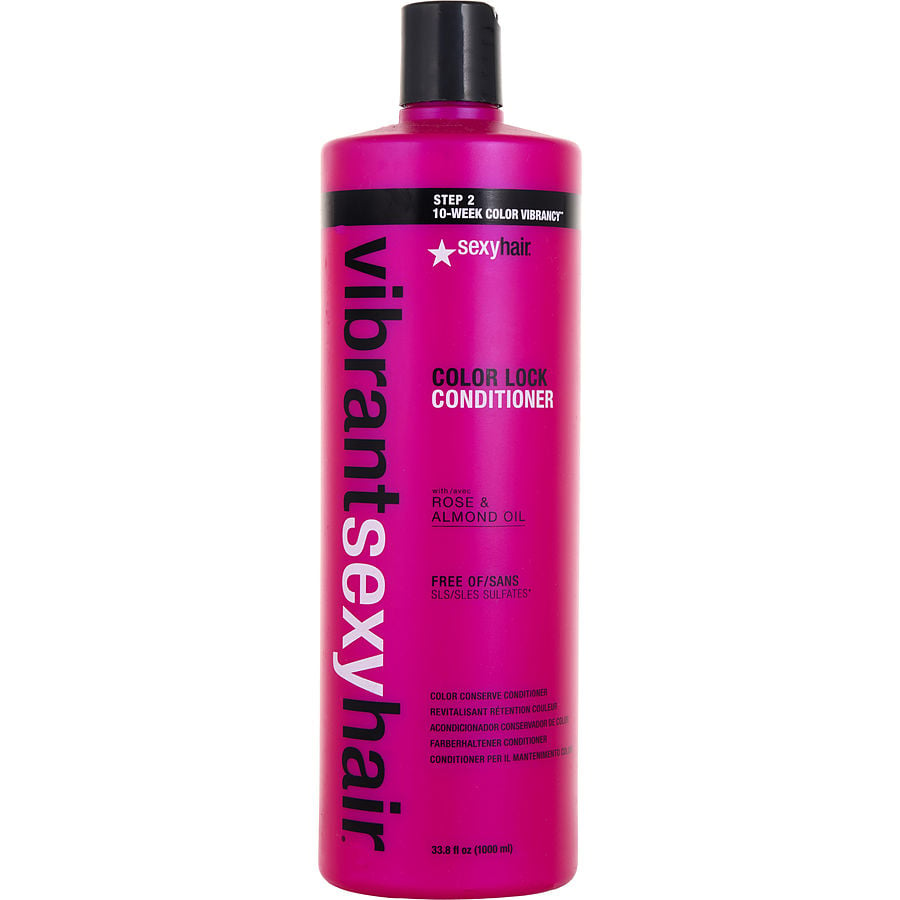 STEP 2
10-WEEK COLOR VIBRANCY™
sexyhair.
vibrantsexyhair.
COLOR LOCK
CONDITIONER
with/avec
ROSE &
ALMOND OIL
FREE OF/SANS
SLS/SLES SULFATES*
COLOR CONSERVE CONDITIONER
REVITALISANT RÉTENTION COULEUR
ACONDICIONADOR CONSERVADOR DE COLOR
FARBERHALTENER CONDITIONER
CONDITIONER PER IL MANTENIMENTO
33.8 fl oz (1000 ml)